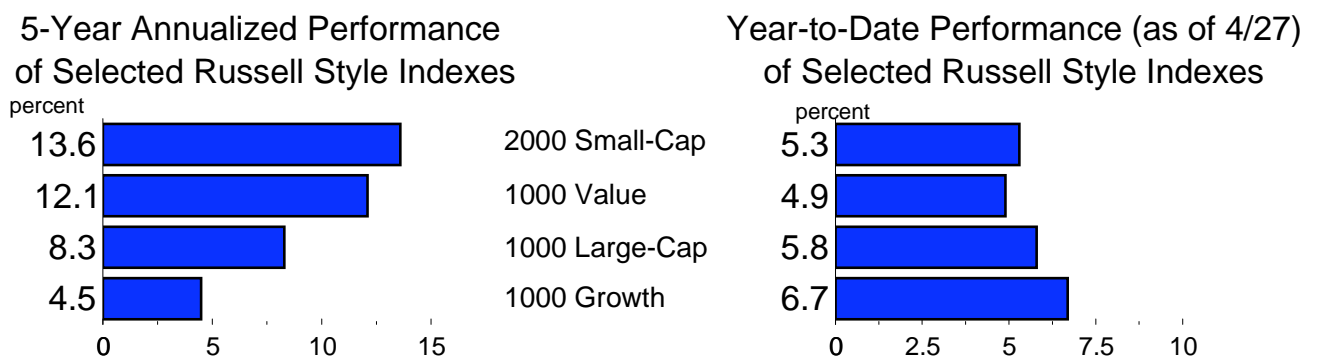 5-Year Annualized Performance
of Selected Russell Style Indexes
percent
13.6
12.1
8.3
4.5
0 5 10 15
2000 Small-Cap
1000 Value
1000 Large-Cap
1000 Growth
Year-to-Date Performance (as of 4/27)
of Selected Russell Style Indexes
percent
5.3
4.9
5.8
6.7
0 2.5 5 7.5 10